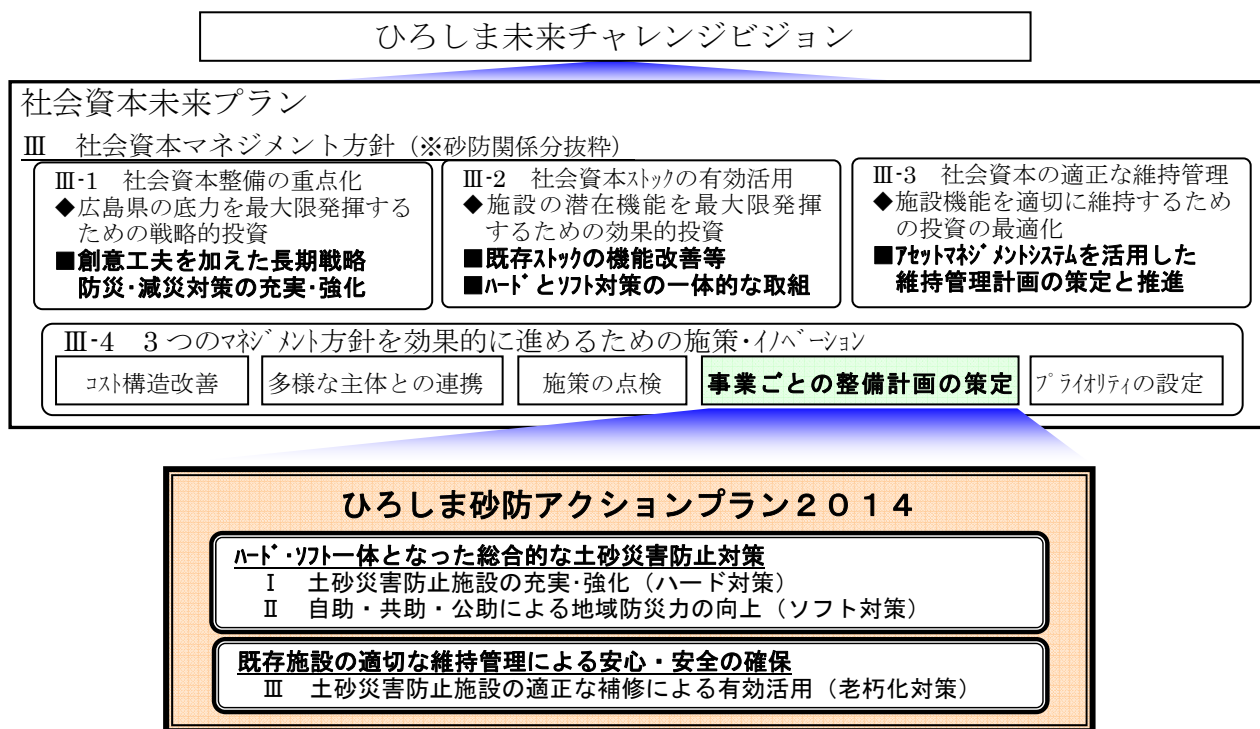 ひろしま未来チャレンジビジョン
社会資本未来プラン
Ⅲ 社会資本マネジメント方針（※砂防関係分抜粋）
Ⅲ-1 社会資本整備の重点化
◆広島県の底力を最大限発揮する
ための戦略的投資
■創意工夫を加えた長期戦略
防災・減災対策の充実・強化
Ⅲ-2 社会資本ｽﾄｯｸの有効活用
◆施設の潜在機能を最大限発揮
するための効果的投資
■既存ｽﾄｯｸの機能改善等
■ﾊｰﾄﾞとｿﾌﾄ対策の一体的な取組
Ⅲ-3 社会資本の適正な維持管理
◆施設機能を適切に維持するため
の投資の最適化
■ｱｾｯﾄﾏﾈｼﾞﾒﾝﾄｼｽﾃﾑを活用した
維持管理計画の策定と推進
Ⅲ-4 ３つのﾏﾈｼﾞﾒﾝﾄ方針を効果的に進めるための施策・ｲﾉﾍﾞｰｼｮﾝ
ｺｽﾄ構造改善
多様な主体との連携
施策の点検
事業ごとの整備計画の策定
ﾌﾟﾗｲｵﾘﾃｨの設定
ひろしま砂防アクションプラン２０１４
ﾊｰﾄﾞ・ｿﾌﾄ一体となった総合的な土砂災害防止対策
Ⅰ 土砂災害防止施設の充実・強化（ハード対策）
Ⅱ 自助・共助・公助による地域防災力の向上（ソフト対策）
既存施設の適切な維持管理による安心・安全の確保
Ⅲ 土砂災害防止施設の適正な補修による有効活用（老朽化対策）